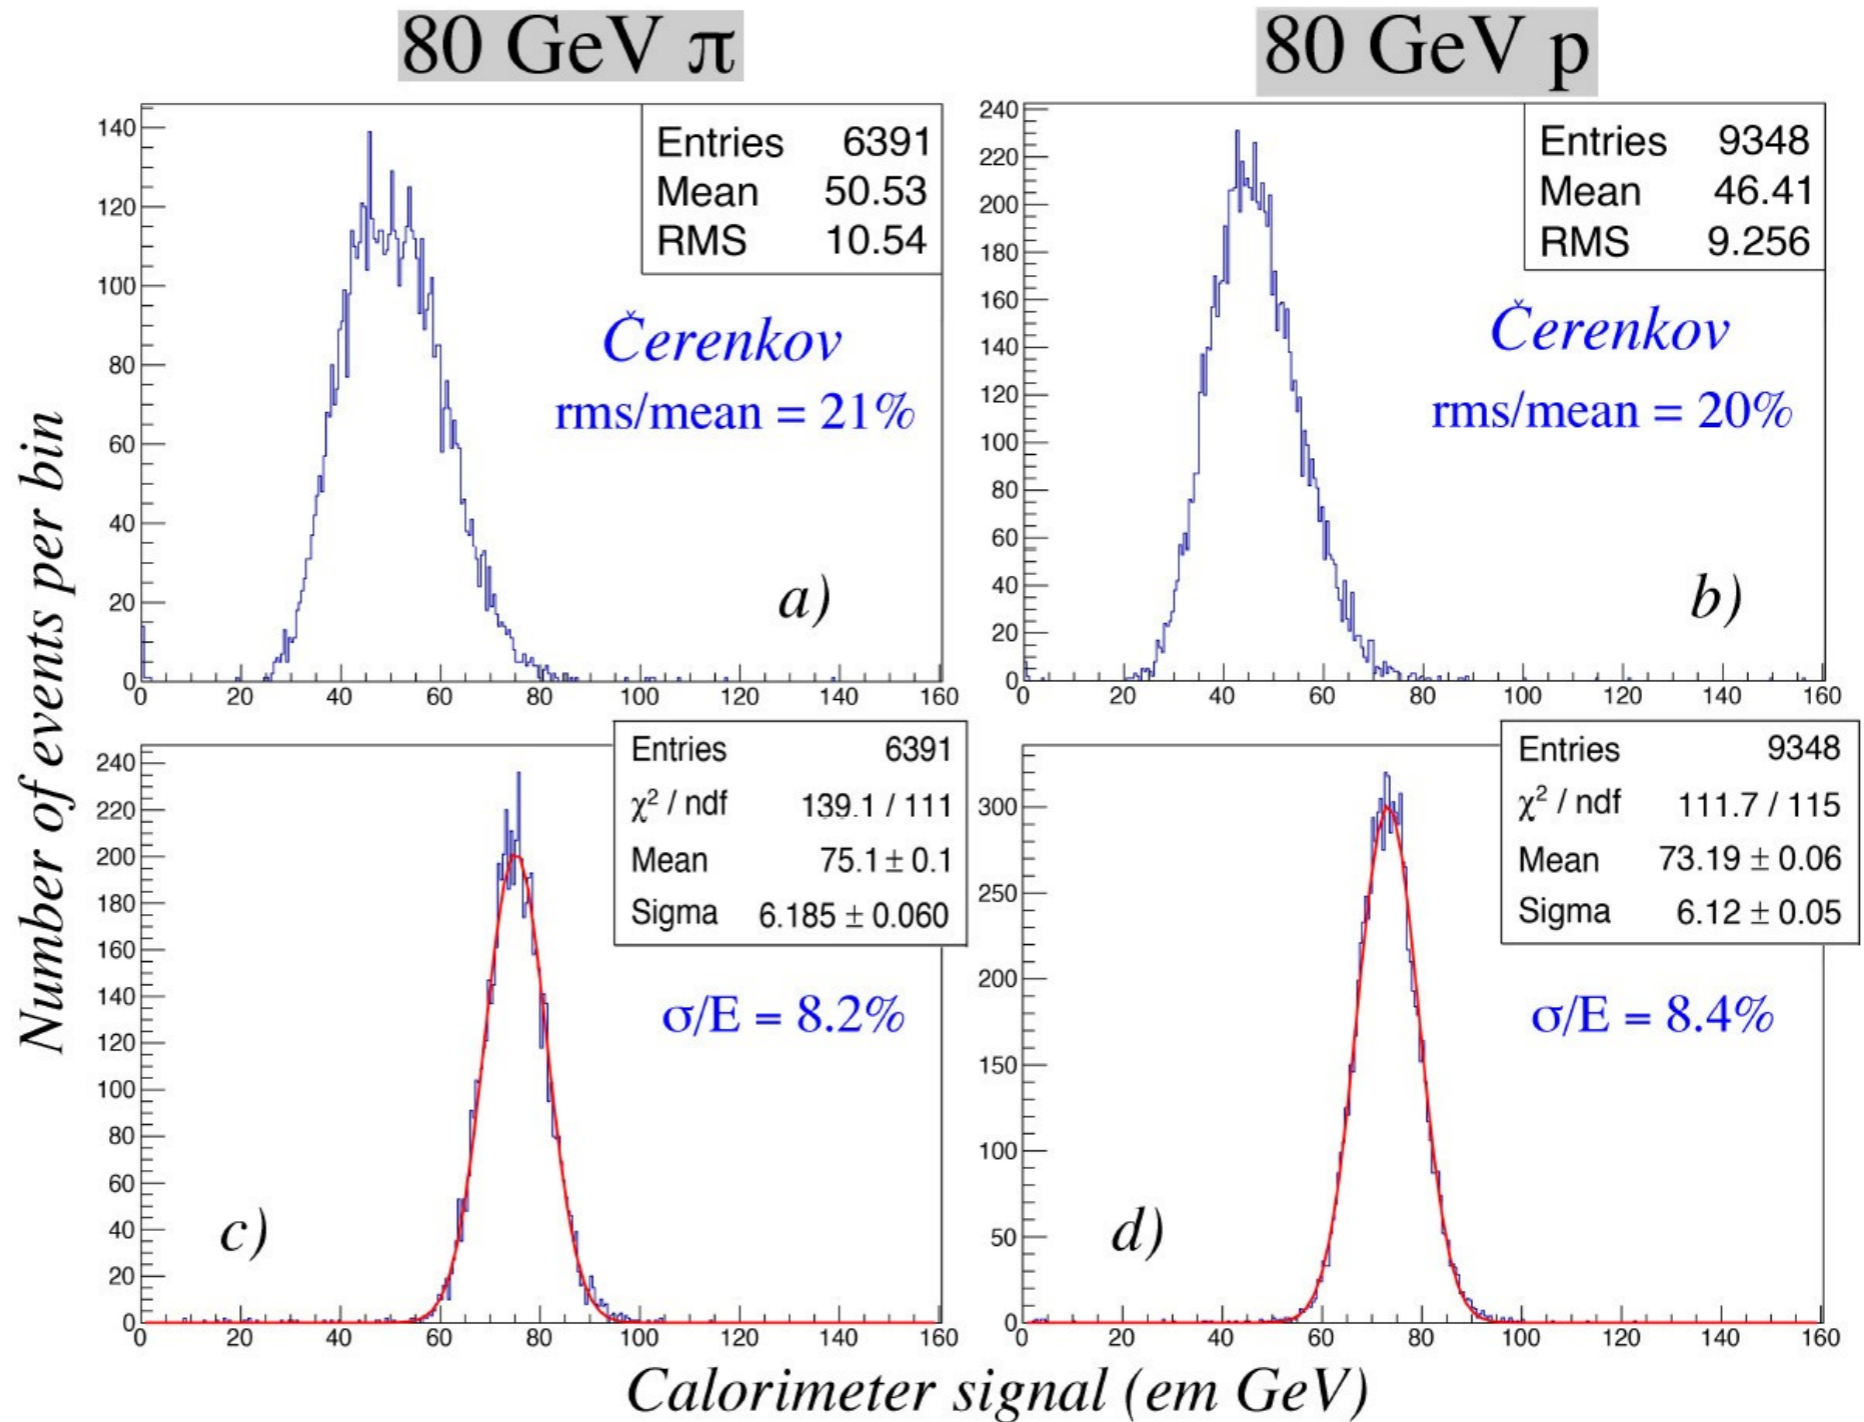 80 GeV π
80 GeV p
Number of events per bin
140
120
100
80
60
40
20
0
0 20 40 60 80 100 120 140 160
Entries 6391
Mean 50.53
RMS 10.54
Čerenkov
rms/mean = 21%
a)
240
220
200
180
160
140
120
100
80
60
40
20
0
0 20 40 60 80 100 120 140 160
Entries 9348
Mean 46.41
RMS 9.256
Čerenkov
rms/mean = 20%
b)
240
220
200
180
160
140
120
100
80
60
40
20
0
0 20 40 60 80 100 120 140 160
Entries 6391
χ² / ndf 139.1 / 111
Mean 75.1 ± 0.1
Sigma 6.185 ± 0.060
σ/E = 8.2%
c)
300
250
200
150
100
50
0
0 20 40 60 80 100 120 140 160
Entries 9348
χ² / ndf 111.7 / 115
Mean 73.19 ± 0.06
Sigma 6.12 ± 0.05
σ/E = 8.4%
d)
Calorimeter signal (em GeV)